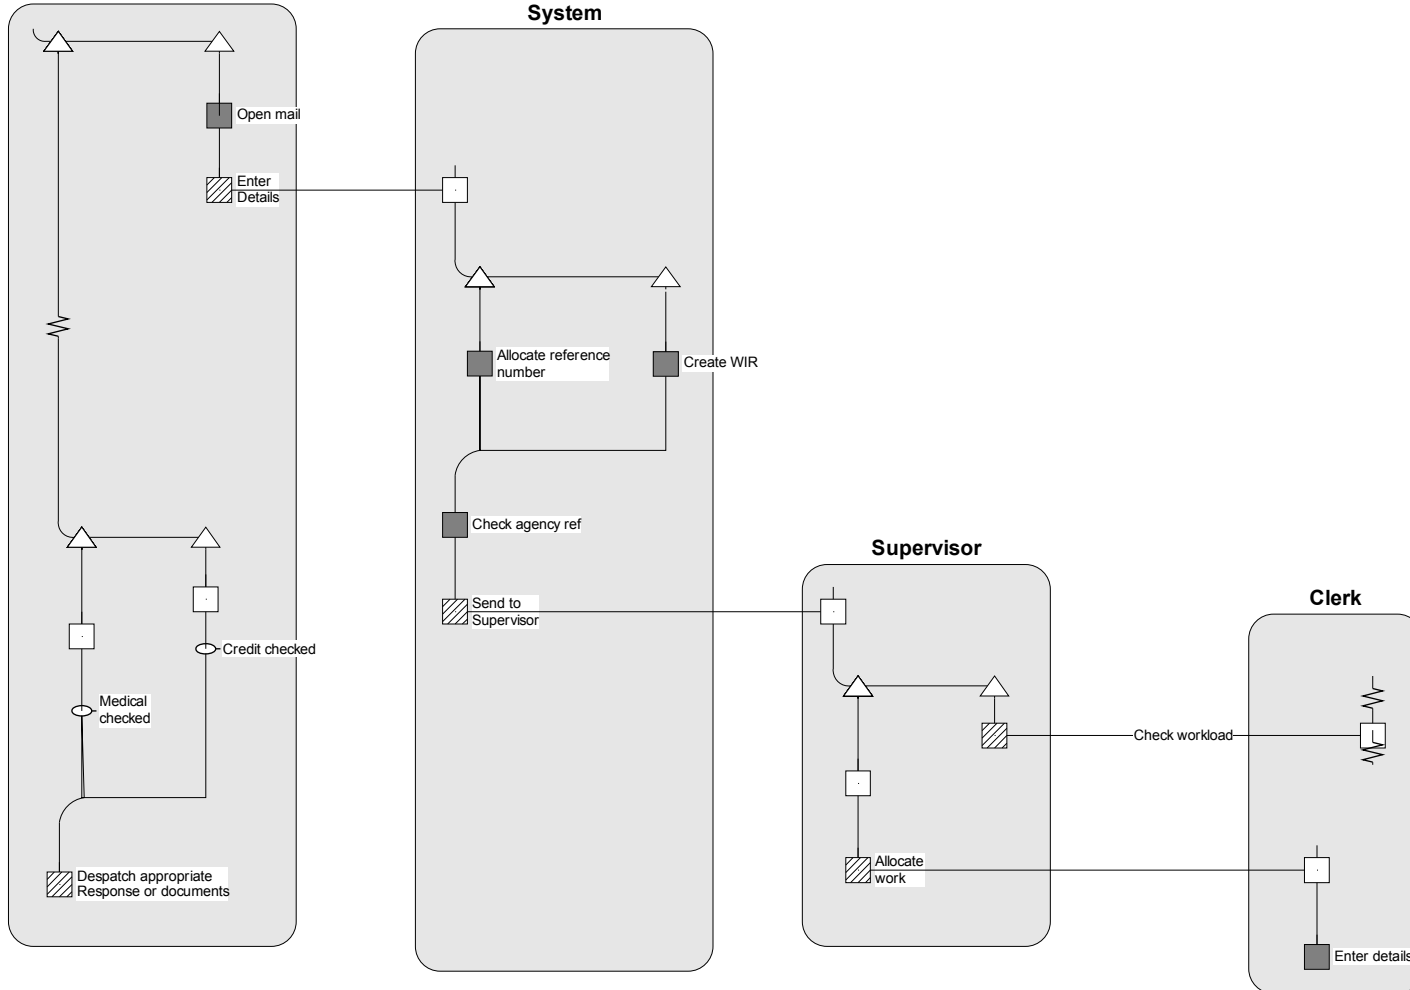 System
Open mail
Enter
Details
Allocate reference
number
Create WIR
Check agency ref
Supervisor
Send to
Supervisor
Clerk
Credit checked
Medical
checked
Check workload
Allocate
work
Despatch appropriate
Response or documents
Enter details